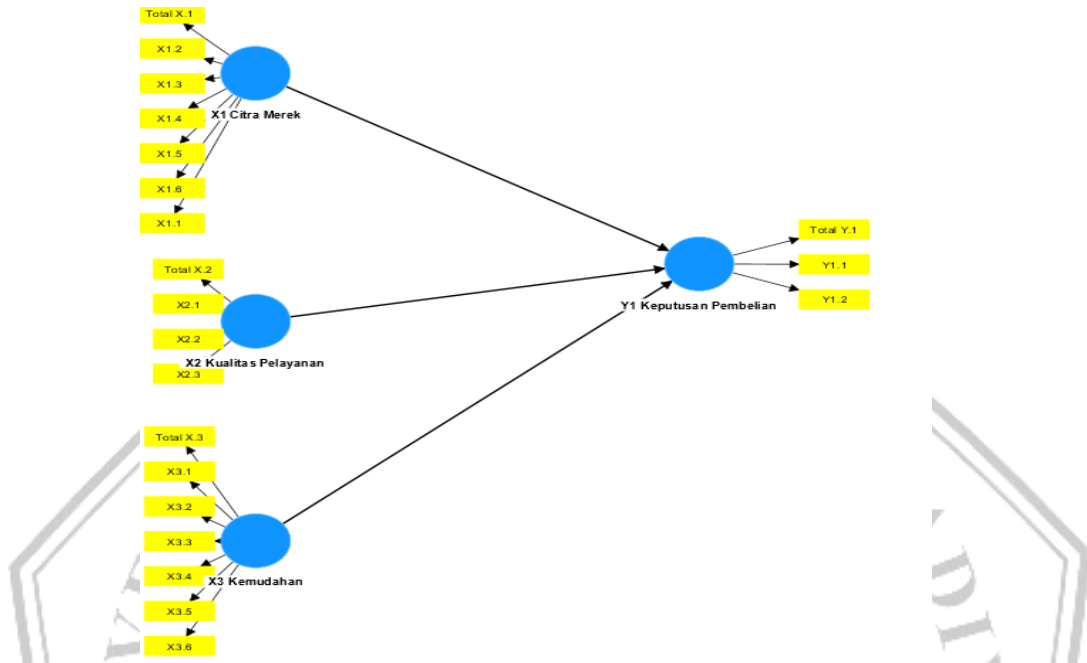 Total X.1
X1.2
X1.3
X1.4
X1.5
X1.6
X1.1
X1 Citra Merek
Total X.2
X2.1
X2.2
X2.3
X2 Kualitas Pelayanan
Total X.3
X3.1
X3.2
X3.3
X3.4
X3.5
X3.6
X3 Kemudahan
Y1 Keputusan Pembelian
Total Y.1
Y1.1
Y1.2